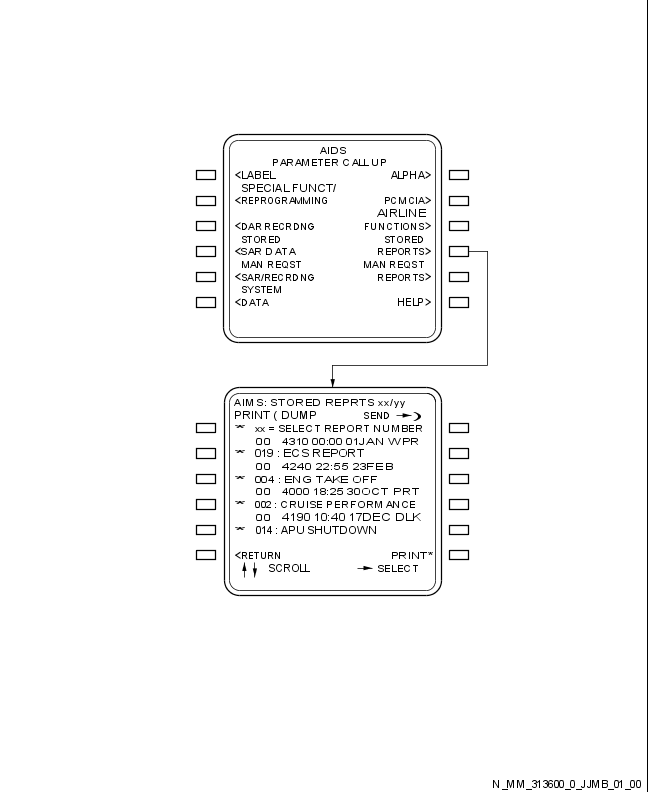 AIDS
PARAMETER CALL UP
<LABEL ALPHA>
SPECIAL FUNCT/
<REPROGRAMMING PCMCIA>
AIRLINE
<DAR RECRDNG FUNCTIONS>
STORED STORED
<SAR DATA REPORTS>
MAN REQST MAN REQST
<SAR/RECRDNG REPORTS>
SYSTEM
<DATA HELP>
AIMS: STORED REPRTS xx/yy
PRINT ( DUMP SEND
* xx = SELECT REPORT NUMBER
00 4310 00:00 01JAN WPR
* 019 : ECS REPORT
00 4240 22:55 23FEB
* 004 : ENG TAKE OFF
00 4000 18:25 30OCT PRT
* 002 : CRUISE PERFORMANCE
00 4190 10:40 17DEC DLK
* 014 : APU SHUTDOWN
<RETURN PRINT*
SCROLL SELECT
N_MM_313600_0_JJMB_01_00